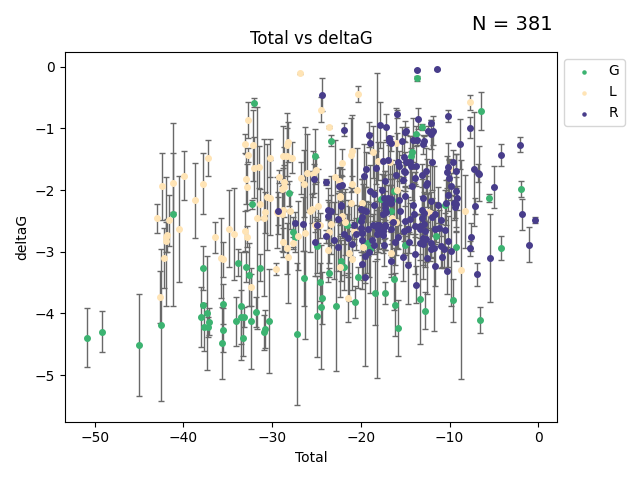 N = 381
Total vs deltaG
G
L
R
deltaG
0
−1
−2
−3
−4
−5
−50 −40 −30 −20 −10 0
Total